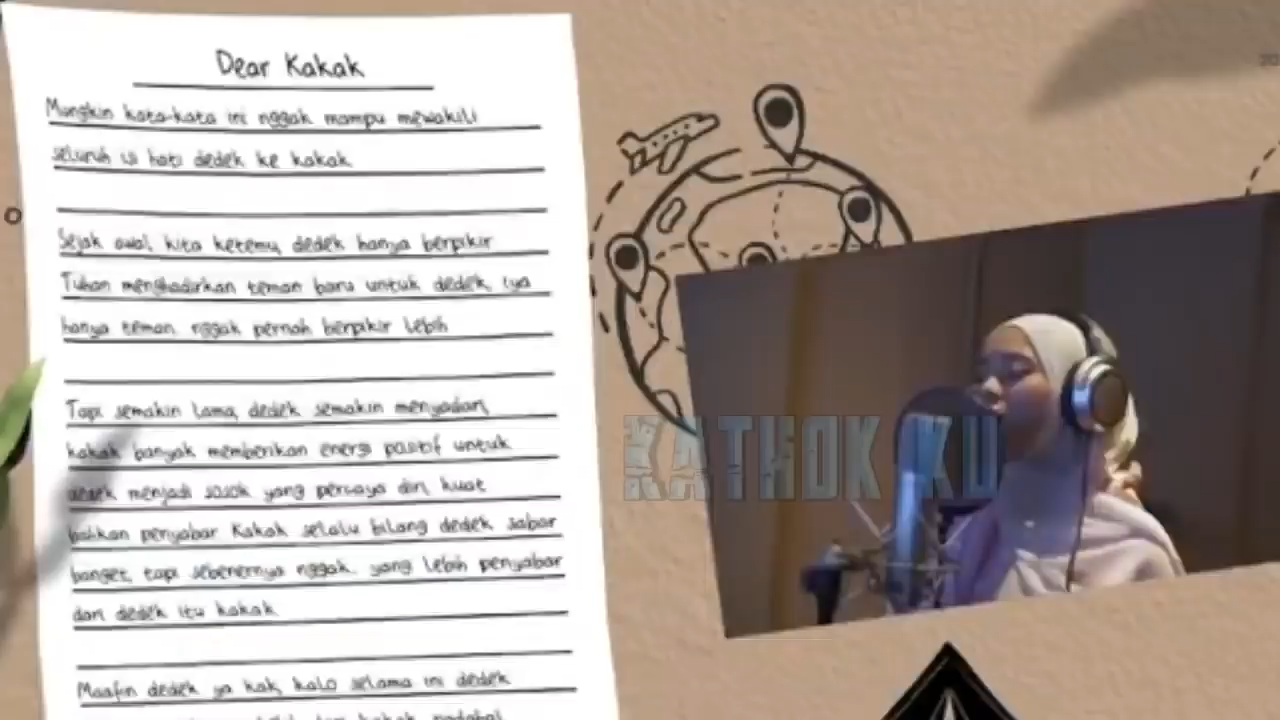 Dear Kakak
Mungkin kata-kata ini nggak mampu mewakili
seluruh isi hati dedek ke kakak
Sejak awal kita ketemu, dedek hanya berpikir
Tuhan menghadirkan teman baru untuk dedek, iya
hanya teman, nggak pernah berpikir lebih
Tapi semakin lama, dedek semakin menyadari,
kakak banyak memberikan energi positif untuk
dedek menjadi sosok yang percaya diri, kuat
bahkan penyabar. Kakak selalu bilang dedek sabar
banget, tapi sebenernya nggak, yang lebih penyabar
dari dedek itu kakak
Maafin dedek ya kak, kalo selama ini dedek
kakak, padahal
KATHOK KU
20